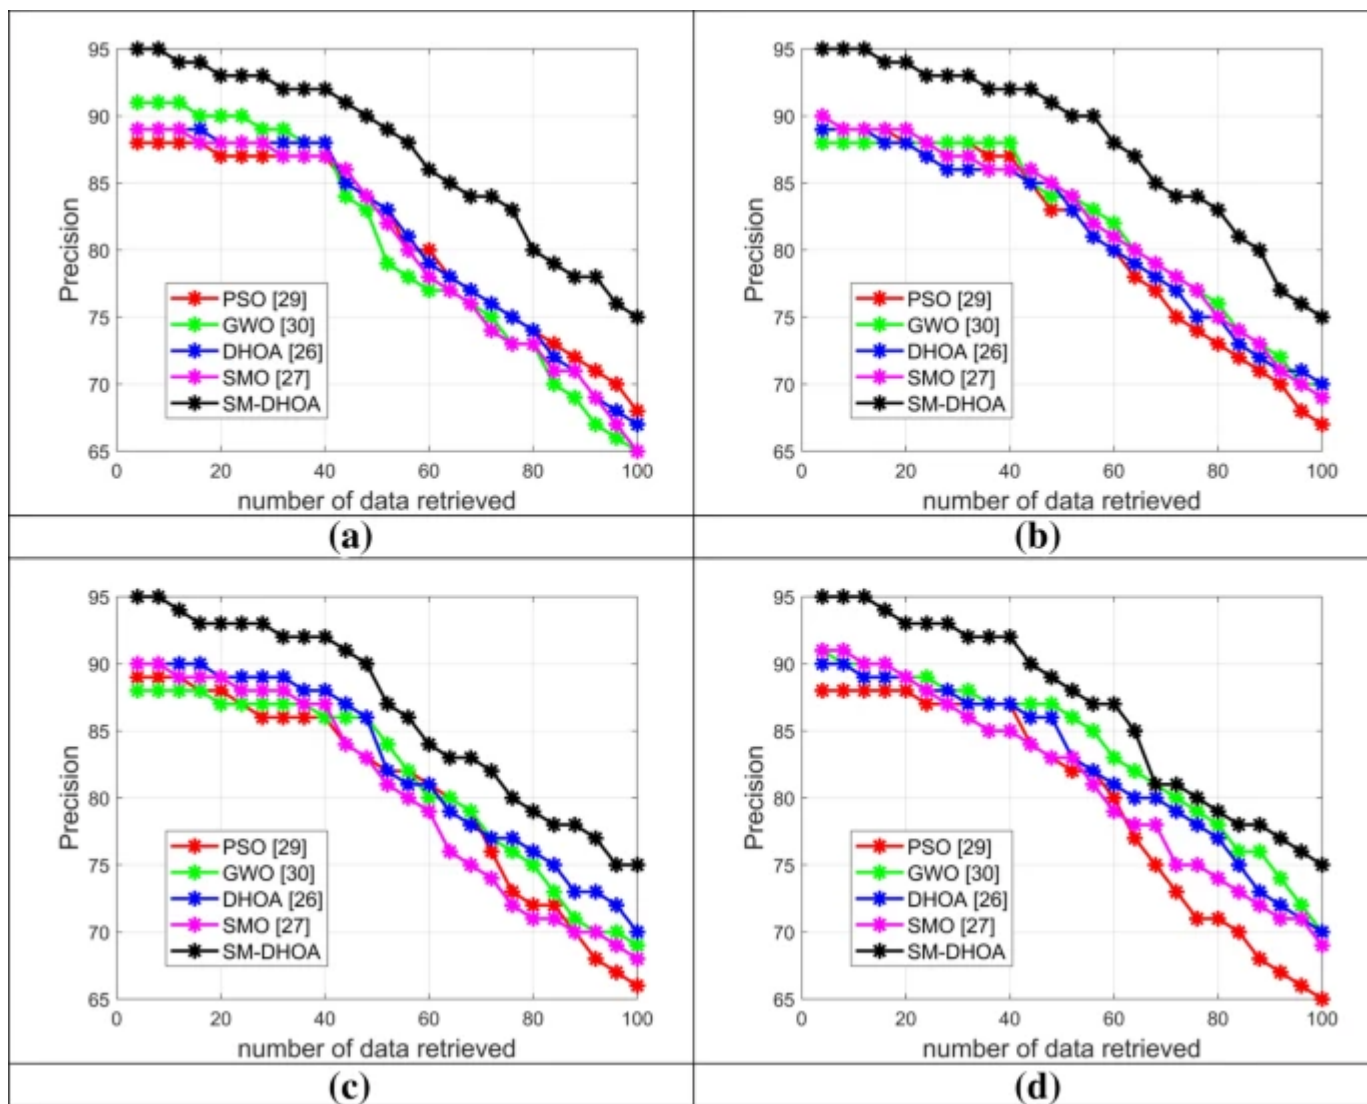 95
90
85
80
75
70
65
Precision
PSO [29]
GWO [30]
DHOA [26]
SMO [27]
SM-DHOA
0 20 40 60 80 100
number of data retrieved
(a)
95
90
85
80
75
70
65
Precision
PSO [29]
GWO [30]
DHOA [26]
SMO [27]
SM-DHOA
0 20 40 60 80 100
number of data retrieved
(b)
95
90
85
80
75
70
65
Precision
PSO [29]
GWO [30]
DHOA [26]
SMO [27]
SM-DHOA
0 20 40 60 80 100
number of data retrieved
(c)
95
90
85
80
75
70
65
Precision
PSO [29]
GWO [30]
DHOA [26]
SMO [27]
SM-DHOA
0 20 40 60 80 100
number of data retrieved
(d)